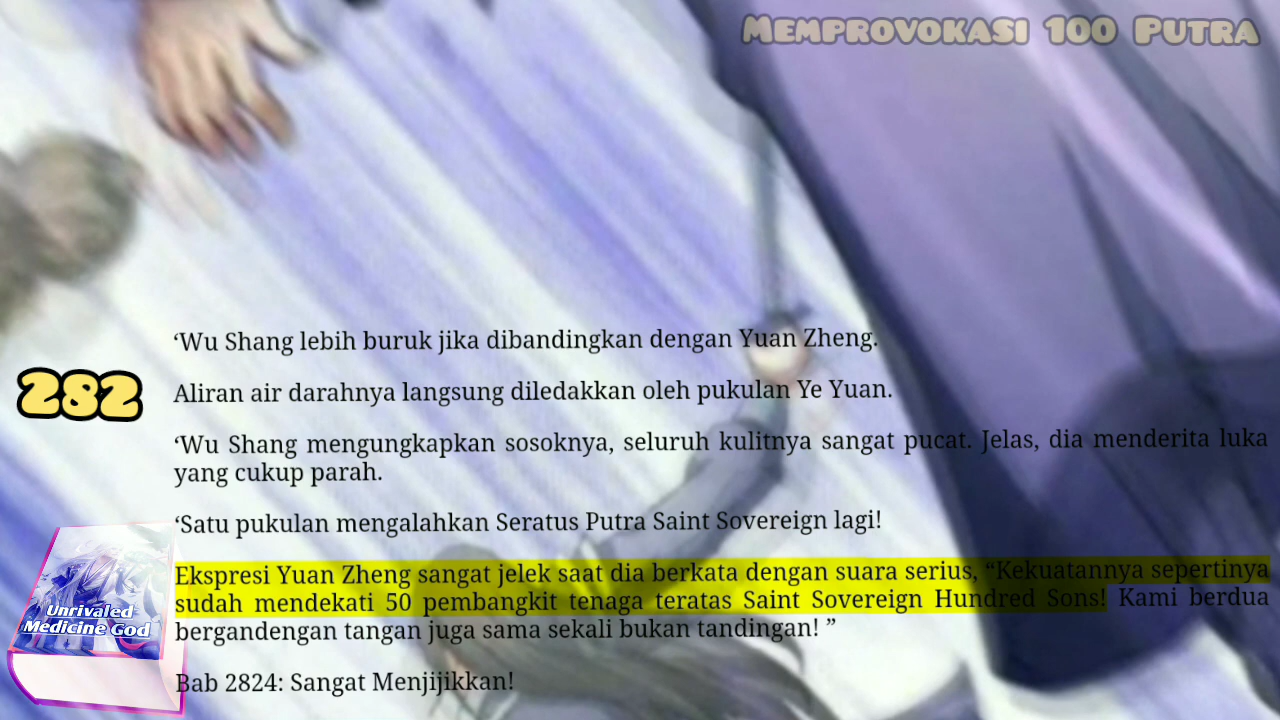 Memprovokasi 100 Putra
‘Wu Shang lebih buruk jika dibandingkan dengan Yuan Zheng.
Aliran air darahnya langsung diledakkan oleh pukulan Ye Yuan.
282
‘Wu Shang mengungkapkan sosoknya, seluruh kulitnya sangat pucat. Jelas, dia menderita luka
yang cukup parah.
‘Satu pukulan mengalahkan Seratus Putra Saint Sovereign lagi!
Ekspresi Yuan Zheng sangat jelek saat dia berkata dengan suara serius, “Kekuatannya sepertinya
sudah mendekati 50 pembangkit tenaga teratas Saint Sovereign Hundred Sons! Kami berdua
bergandengan tangan juga sama sekali bukan tandingan! ”
Unrivaled
Medicine God
Bab 2824: Sangat Menjijikkan!